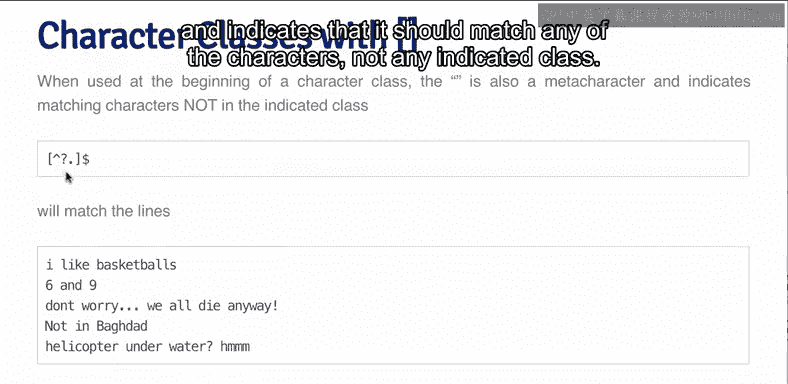 Character Classes with []
and indicates that it should match any of
the characters, not any indicated class.
When used at the beginning of a character class, the “” is also a metacharacter and indicates
matching characters NOT in the indicated class
[^?.]$
will match the lines
i like basketballs
6 and 9
dont worry... we all die anyway!
Not in Baghdad
helicopter under water? hmmm